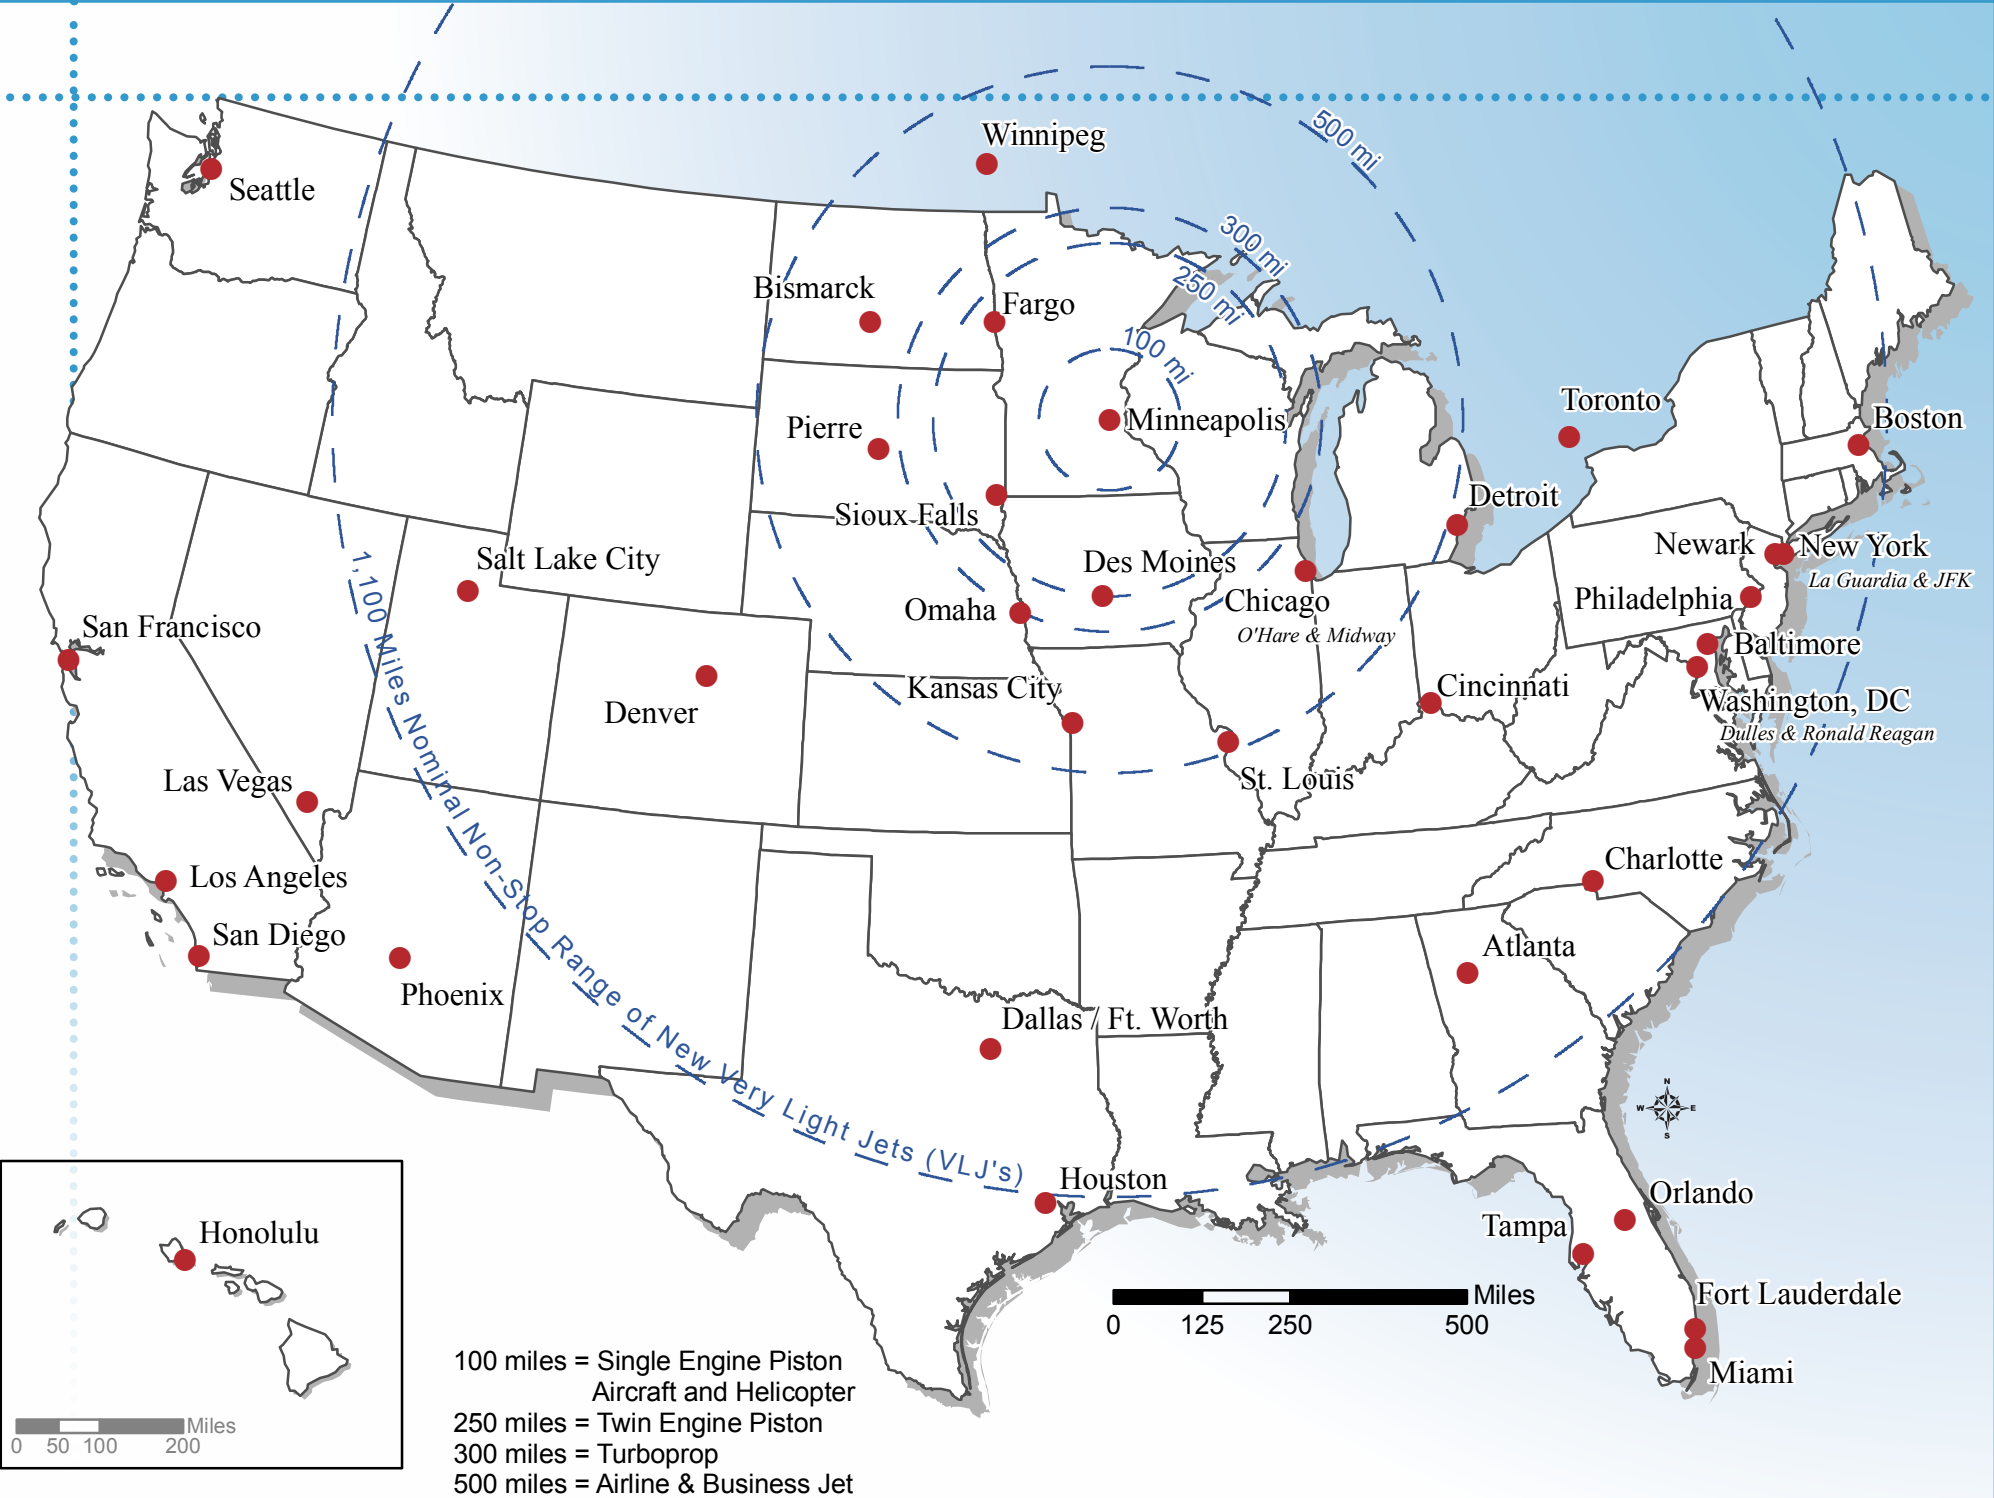 500 mi
Winnipeg
Seattle
300 mi
250 mi
Bismarck
Fargo
100 mi
Toronto
Boston
Minneapolis
Pierre
Detroit
Sioux Falls
Newark
New York
La Guardia & JFK
Salt Lake City
Des Moines
Chicago
O'Hare & Midway
Philadelphia
Omaha
San Francisco
Baltimore
Kansas City
Cincinnati
Washington, DC
Dulles & Ronald Reagan
Denver
Las Vegas
St. Louis
1,100 Miles Nominal Non-Stop Range of New Very Light Jets (VLJ's)
Charlotte
Los Angeles
San Diego
Atlanta
Phoenix
Dallas / Ft. Worth
N
W E
S
Houston
Orlando
Tampa
Honolulu
Fort Lauderdale
Miles
0 125 250 500
Miami
100 miles = Single Engine Piston
Aircraft and Helicopter
250 miles = Twin Engine Piston
300 miles = Turboprop
500 miles = Airline & Business Jet
Miles
0 50 100 200